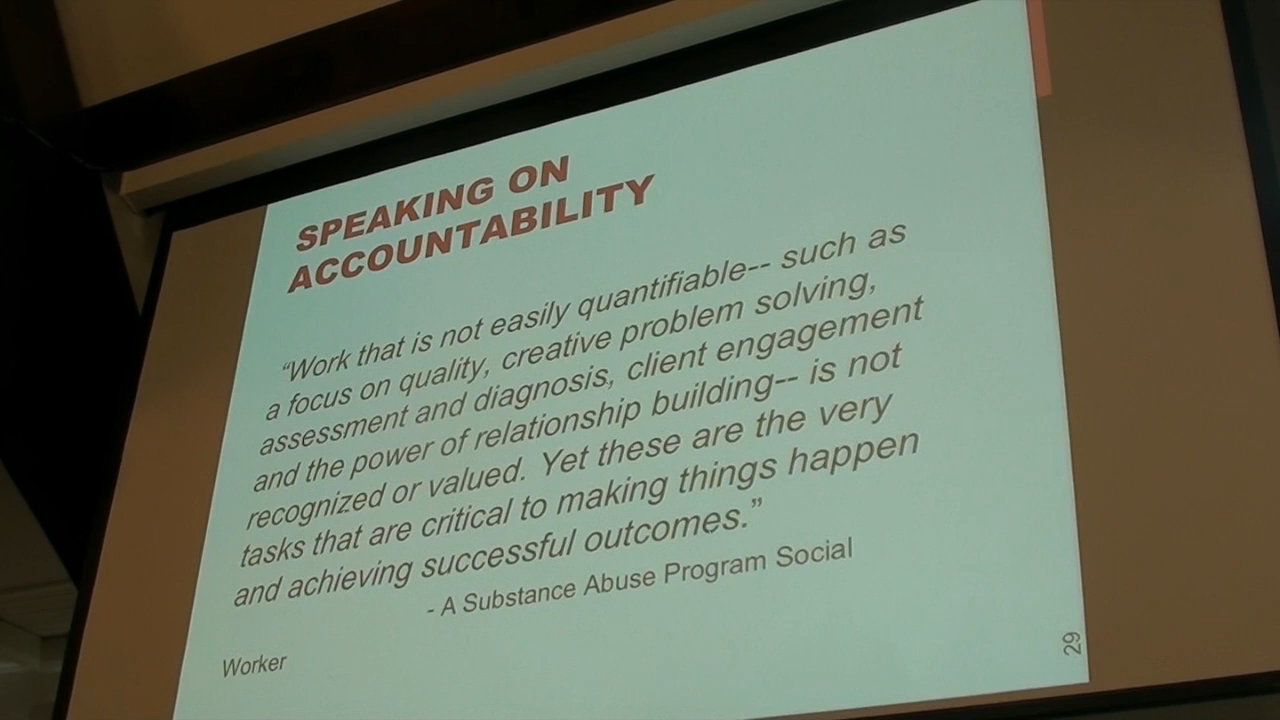 SPEAKING ON
ACCOUNTABILITY
“Work that is not easily quantifiable-- such as
a focus on quality, creative problem solving,
assessment and diagnosis, client engagement
and the power of relationship building-- is not
recognized or valued. Yet these are the very
tasks that are critical to making things happen
and achieving successful outcomes.”
- A Substance Abuse Program Social
Worker
29